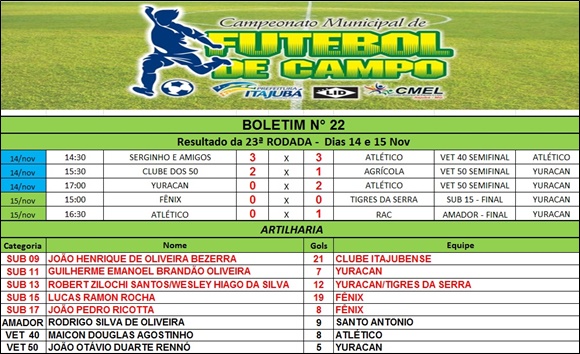 Campeonato Municipal de
FUTEBOL
DE CAMPO
PREFEITURA ITAJUBÁ LID CMEL
BOLETIM N° 22
Resultado da 23ª RODADA - Dias 14 e 15 Nov
14/nov 14:30 SERGINHO E AMIGOS 3 X 3 ATLÉTICO VET 40 SEMIFINAL ATLÉTICO
14/nov 15:30 CLUBE DOS 50 2 X 1 AGRÍCOLA VET 50 SEMIFINAL YURACAN
14/nov 17:00 YURACAN 0 X 2 ATLÉTICO VET 50 SEMIFINAL YURACAN
15/nov 15:00 FÊNIX 0 X 0 TIGRES DA SERRA SUB 15 - FINAL YURACAN
15/nov 16:30 ATLÉTICO 0 X 1 RAC AMADOR - FINAL YURACAN
ARTILHARIA
Categoria Nome Gols Equipe
SUB 09 JOÃO HENRIQUE DE OLIVEIRA BEZERRA 21 CLUBE ITAJUBENSE
SUB 11 GUILHERME EMANOEL BRANDÃO OLIVEIRA 7 YURACAN
SUB 13 ROBERT ZILOCHI SANTOS/WESLEY HIAGO DA SILVA 12 YURACAN/TIGRES DA SERRA
SUB 15 LUCAS RAMON ROCHA 19 FÊNIX
SUB 17 JOÃO PEDRO RICOTTA 8 FÊNIX
AMADOR RODRIGO SILVA DE OLIVEIRA 9 SANTO ANTONIO
VET 40 MAICON DOUGLAS AGOSTINHO 8 ATLÉTICO
VET 50 JOÃO OTÁVIO DUARTE RENNÓ 5 YURACAN